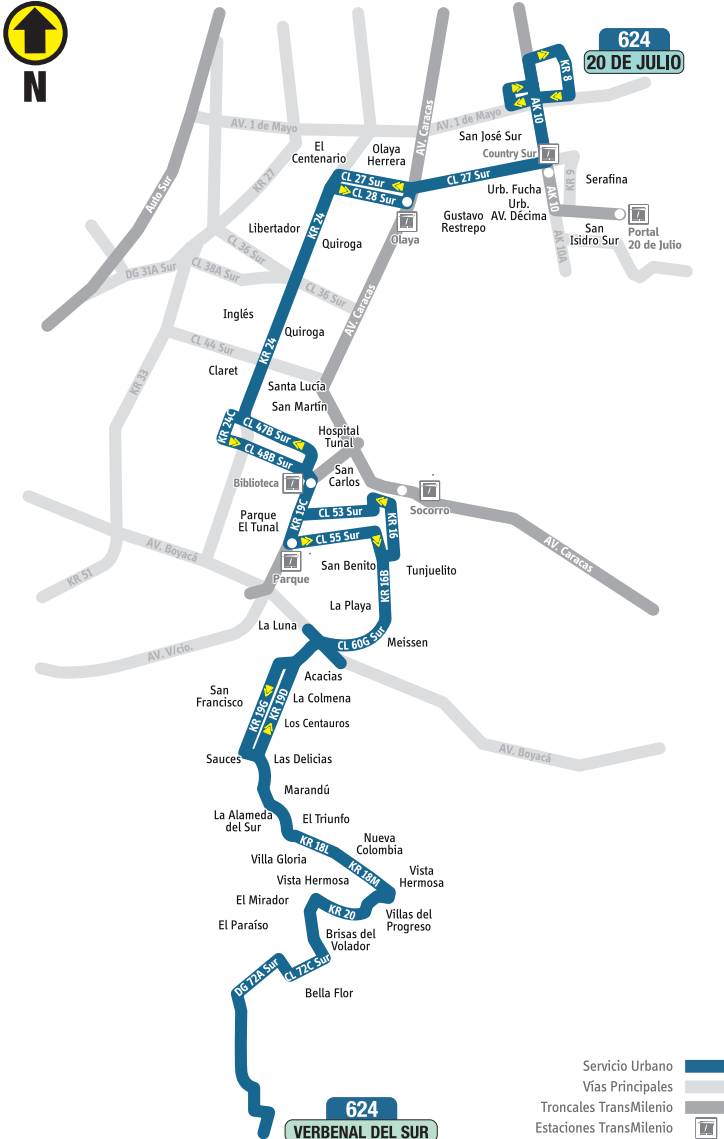 N
624
20 DE JULIO
KR 8
AK 10
AV. 1 de Mayo
AV. 1 de Mayo
AV. Caracas
San José Sur
Country Sur
El
Centenario
Olaya
Herrera
KR 27
Auto Sur
CL 27 Sur
CL 28 Sur
CL 27 Sur
KR 9
AK 10
Serafina
Urb. Fucha
Urb.
AV. Décima
Gustavo
Restrepo
Olaya
San
Isidro Sur
Portal
20 de Julio
AK 10A
Libertador
KR 24
Quiroga
CL 36 Sur
DG 31A Sur
CL 38A Sur
CL 36 Sur
Inglés
Quiroga
AV. Caracas
CL 44 Sur
KR 24
KR 33
Claret
Santa Lucía
San Martín
KR 24C
CL 47B Sur
CL 48B Sur
Hospital
Tunal
San
Carlos
Biblioteca
Socorro
KR 19C
CL 53 Sur
KR 16
Parque
El Tunal
CL 55 Sur
AV. Boyacá
AV. Caracas
Parque
San Benito
Tunjuelito
KR 51
KR 16B
La Playa
La Luna
CL 60G Sur
Meissen
AV. V/cio.
Acacias
San
Francisco
KR 19G
KR 19D
La Colmena
Los Centauros
AV. Boyacá
Sauces
Las Delicias
Marandú
La Alameda
del Sur
El Triunfo
KR 18L
Nueva
Colombia
Villa Gloria
KR 18M
Vista Hermosa
Vista
Hermosa
El Mirador
KR 20
Villas del
Progreso
El Paraíso
Brisas del
Volador
CL 72C Sur
DG 72A Sur
Bella Flor
624
VERBENAL DEL SUR
Servicio Urbano
Vías Principales
Troncales TransMilenio
Estaciones TransMilenio